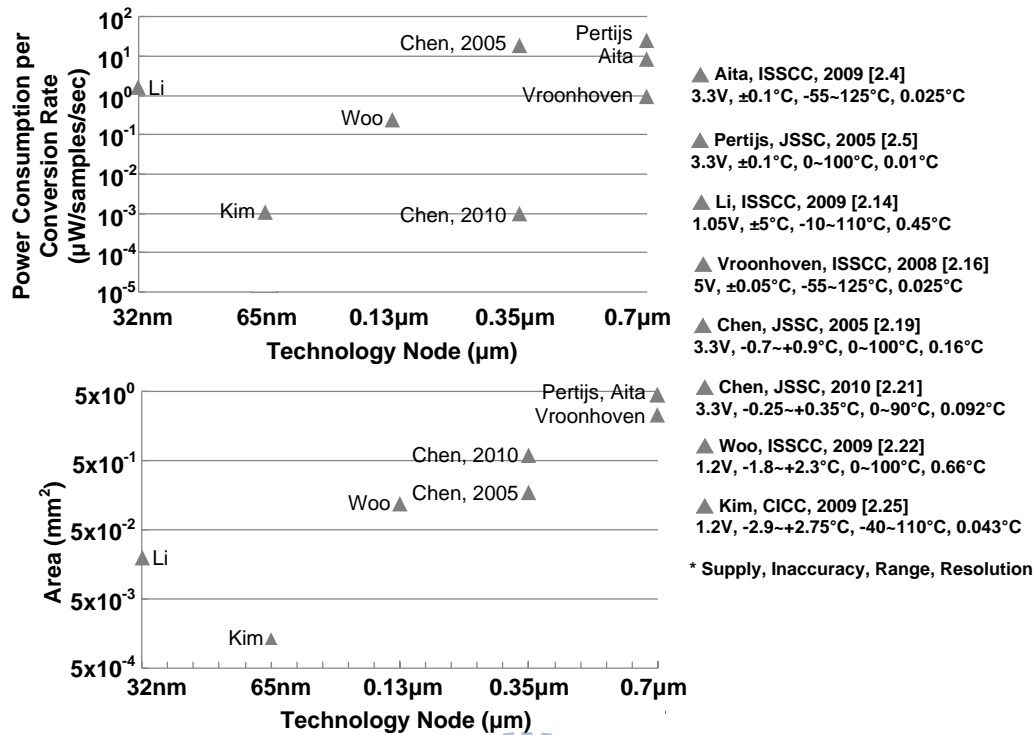 Power Consumption per
Conversion Rate
(µW/samples/sec)
10²
10¹
10⁰
10⁻¹
10⁻²
10⁻³
10⁻⁴
10⁻⁵
Li
Kim
Woo
Chen, 2005
Chen, 2010
Pertijs
Aita
Vroonhoven
32nm 65nm 0.13µm 0.35µm 0.7µm
Technology Node (µm)
Area (mm²)
5x10⁰
5x10⁻¹
5x10⁻²
5x10⁻³
5x10⁻⁴
Li
Kim
Woo
Chen, 2010
Chen, 2005
Pertijs, Aita
Vroonhoven
32nm 65nm 0.13µm 0.35µm 0.7µm
Technology Node (µm)
Aita, ISSCC, 2009 [2.4]
3.3V, ±0.1°C, -55~125°C, 0.025°C
Pertijs, JSSC, 2005 [2.5]
3.3V, ±0.1°C, 0~100°C, 0.01°C
Li, ISSCC, 2009 [2.14]
1.05V, ±5°C, -10~110°C, 0.45°C
Vroonhoven, ISSCC, 2008 [2.16]
5V, ±0.05°C, -55~125°C, 0.025°C
Chen, JSSC, 2005 [2.19]
3.3V, -0.7~+0.9°C, 0~100°C, 0.16°C
Chen, JSSC, 2010 [2.21]
3.3V, -0.25~+0.35°C, 0~90°C, 0.092°C
Woo, ISSCC, 2009 [2.22]
1.2V, -1.8~+2.3°C, 0~100°C, 0.66°C
Kim, CICC, 2009 [2.25]
1.2V, -2.9~+2.75°C, -40~110°C, 0.043°C
* Supply, Inaccuracy, Range, Resolution